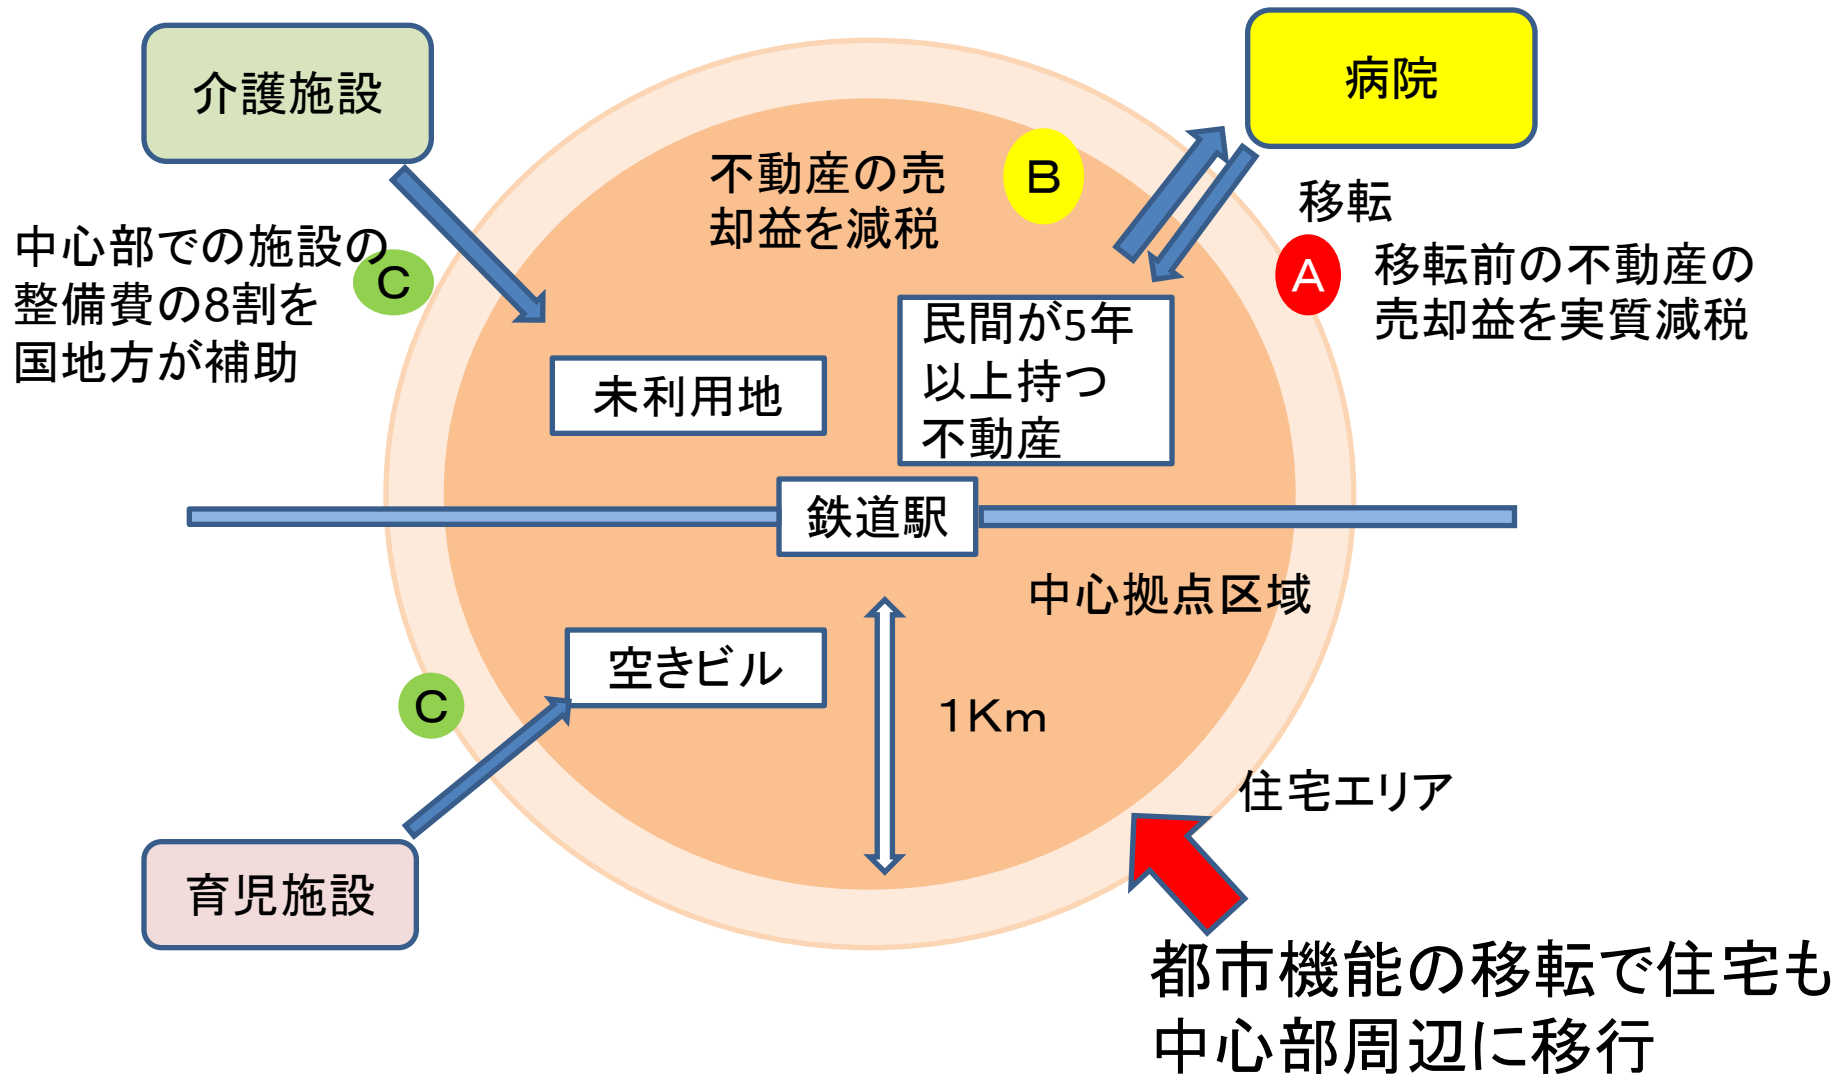 介護施設
病院
不動産の売
却益を減税
B
移転
中心部での施設の
整備費の8割を
国地方が補助
C
A
移転前の不動産の
売却益を実質減税
民間が5年
以上持つ
不動産
未利用地
鉄道駅
中心拠点区域
空きビル
C
1Km
住宅エリア
育児施設
都市機能の移転で住宅も
中心部周辺に移行